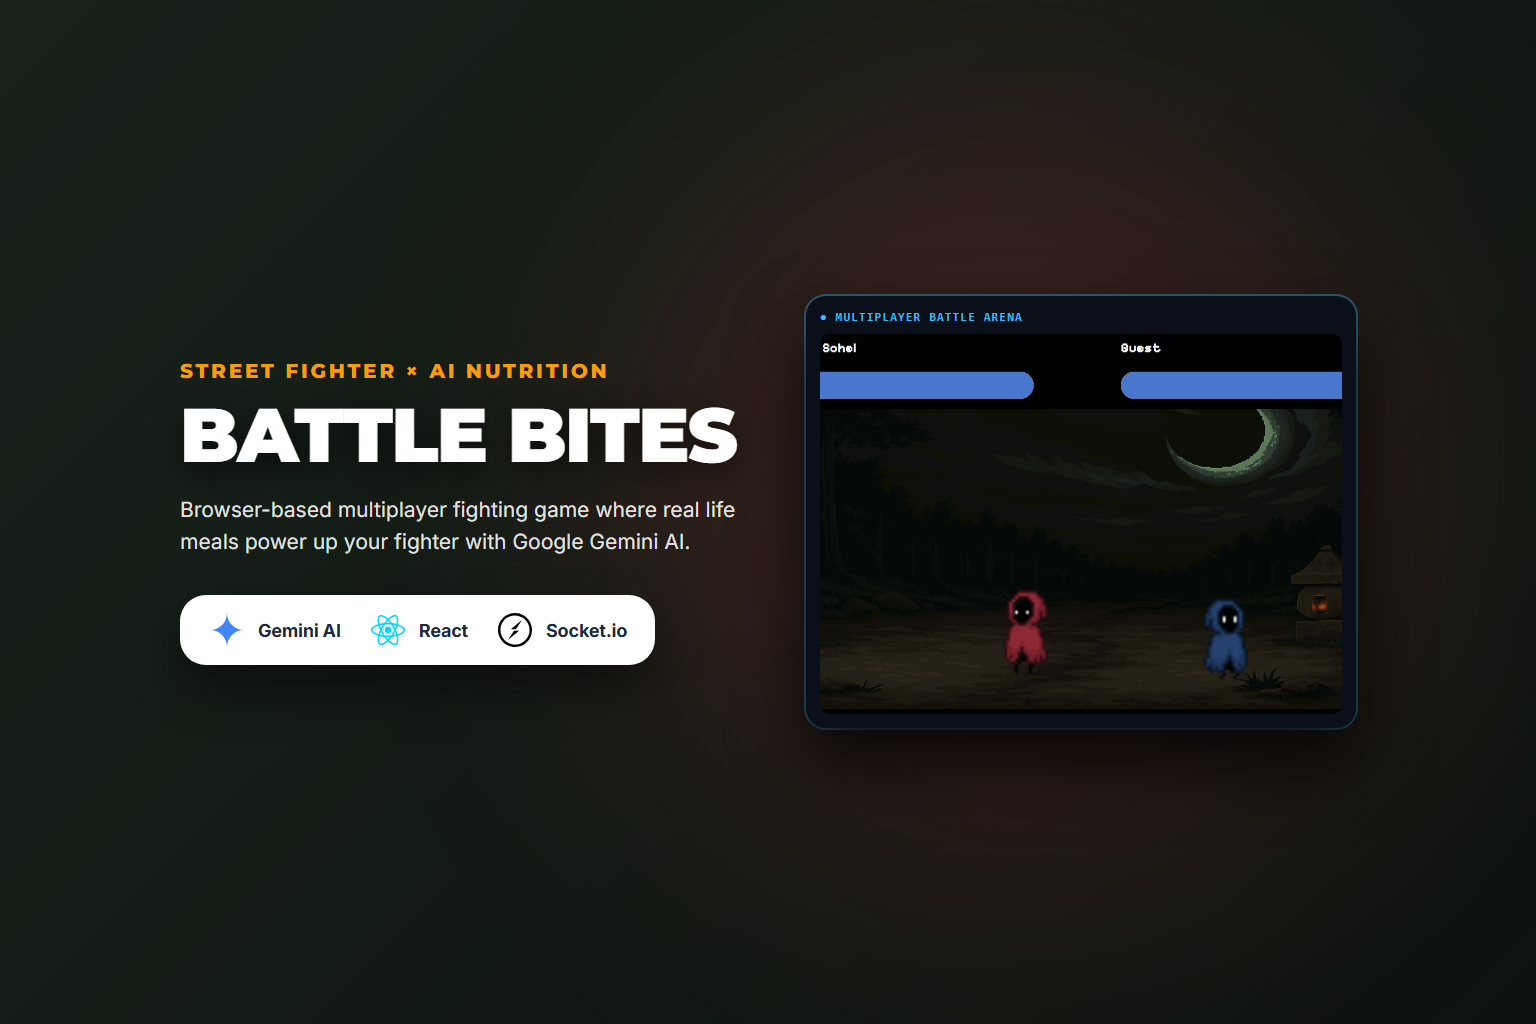 STREET FIGHTER × AI NUTRITION
BATTLE BITES
Browser-based multiplayer fighting game where real life
meals power up your fighter with Google Gemini AI.
Gemini AI React Socket.io
• MULTIPLAYER BATTLE ARENA
Sohel Guest